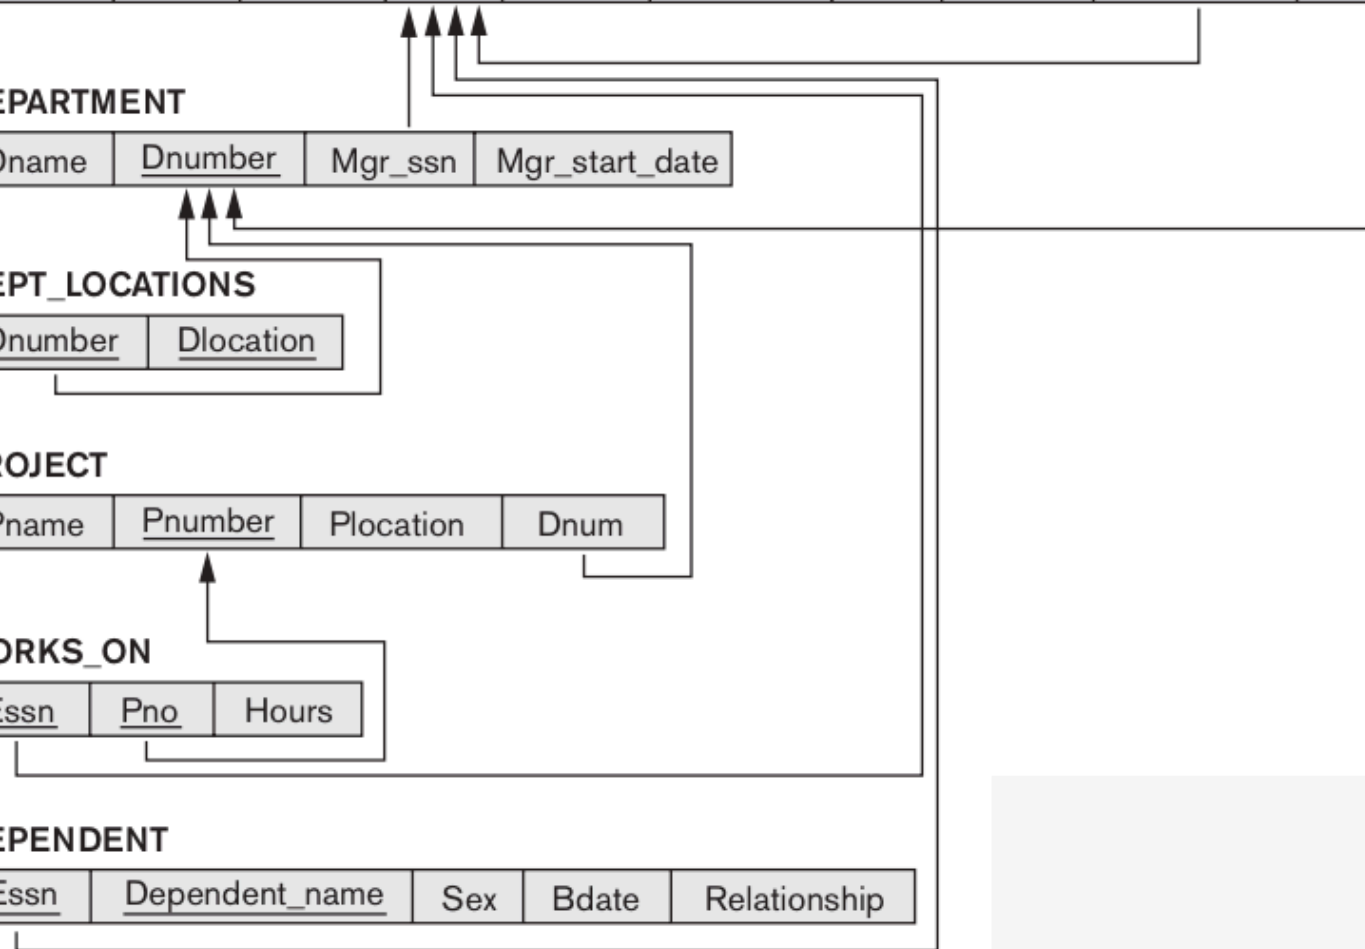 EPARTMENT
Dname Dnumber Mgr_ssn Mgr_start_date
EPT_LOCATIONS
Dnumber Dlocation
ROJECT
Pname Pnumber Plocation Dnum
ORKS_ON
Essn Pno Hours
EPENDENT
Essn Dependent_name Sex Bdate Relationship